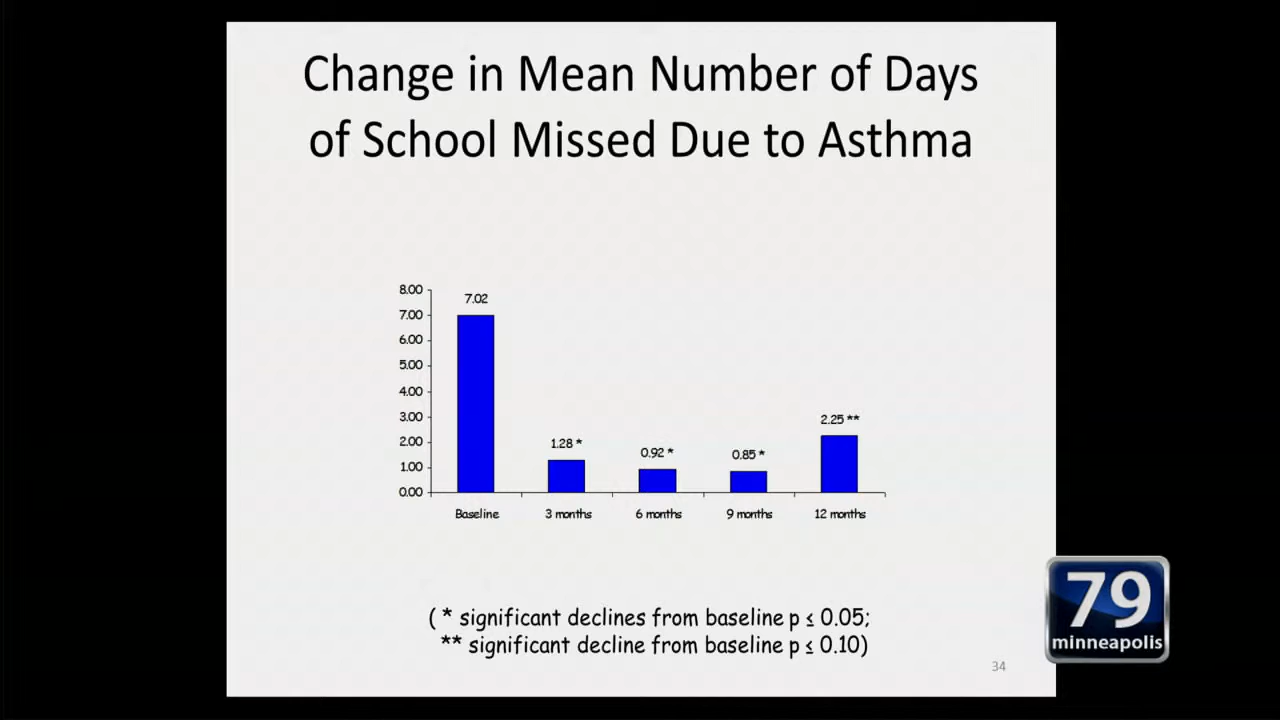 Change in Mean Number of Days
of School Missed Due to Asthma
8.00
7.00
6.00
5.00
4.00
3.00
2.00
1.00
0.00
7.02
1.28 *
0.92 *
0.85 *
2.25 **
Baseline
3 months
6 months
9 months
12 months
( * significant declines from baseline p ≤ 0.05;
** significant decline from baseline p ≤ 0.10)
34
79
minneapolis